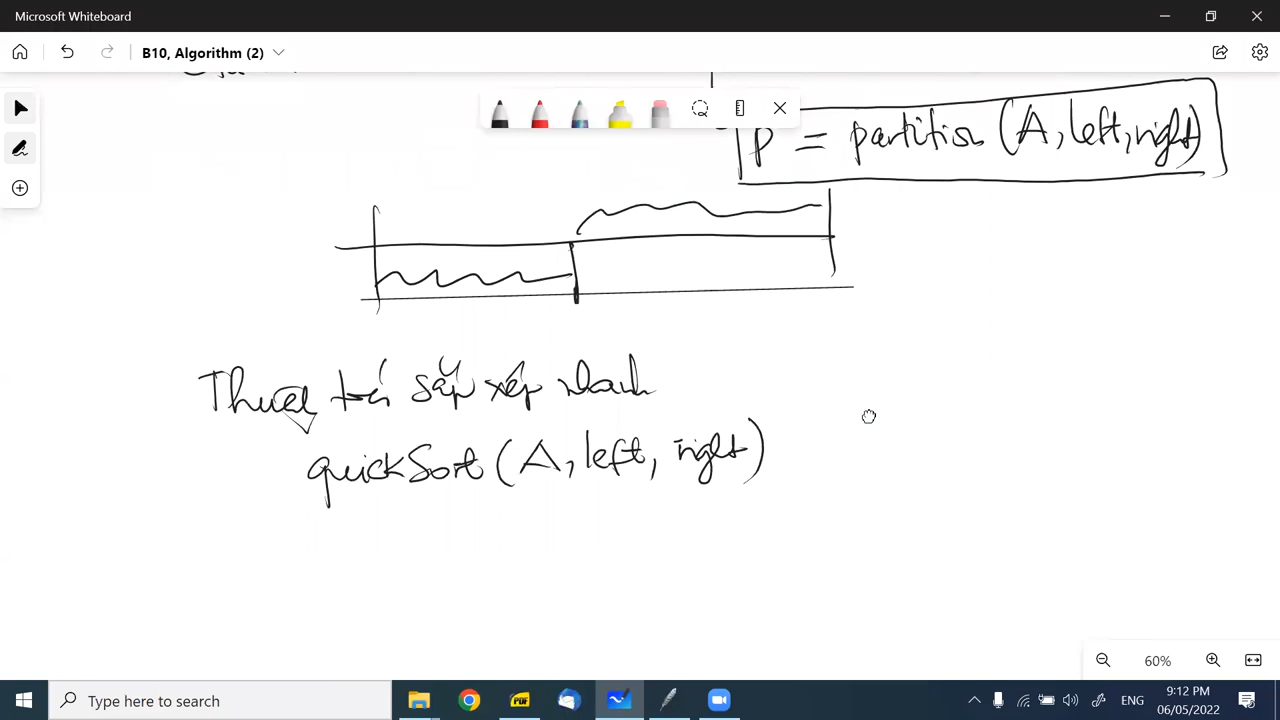 Microsoft Whiteboard
B10, Algorithm (2)
p = partition (A, left, right)
Thuật toán sắp xếp nhanh
quickSort (A, left, right)
60%
Type here to search
PDF
ENG
9:12 PM
06/05/2022